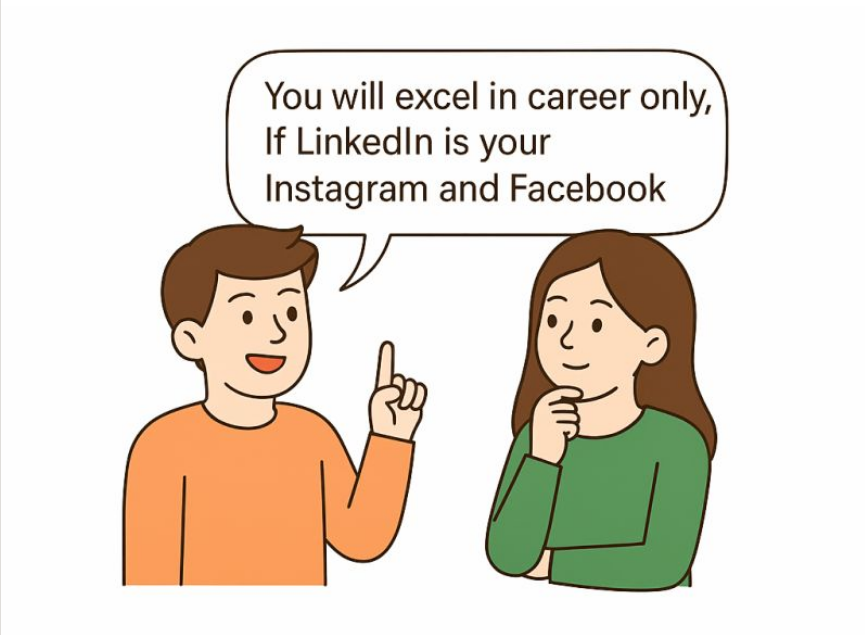 You will excel in career only,
If LinkedIn is your
Instagram and Facebook